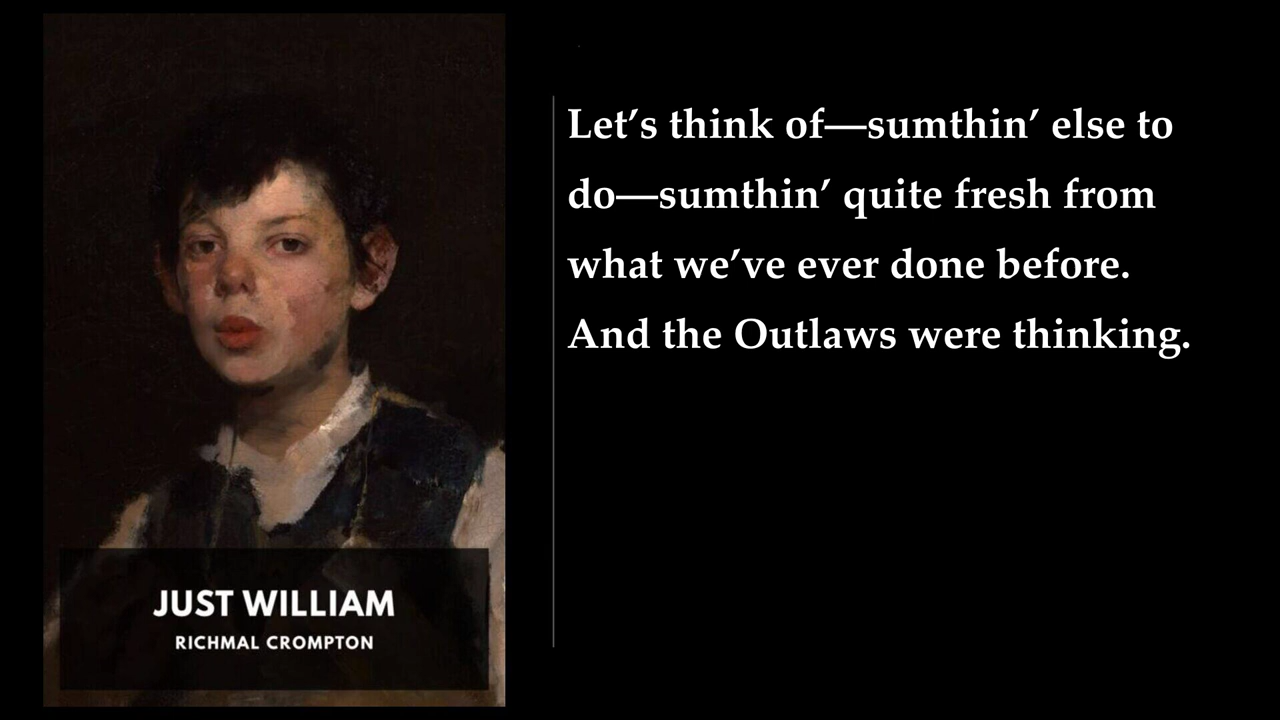 JUST WILLIAM
RICHMAL CROMPTON
Let’s think of—sumthin’ else to
do—sumthin’ quite fresh from
what we’ve ever done before.
And the Outlaws were thinking.